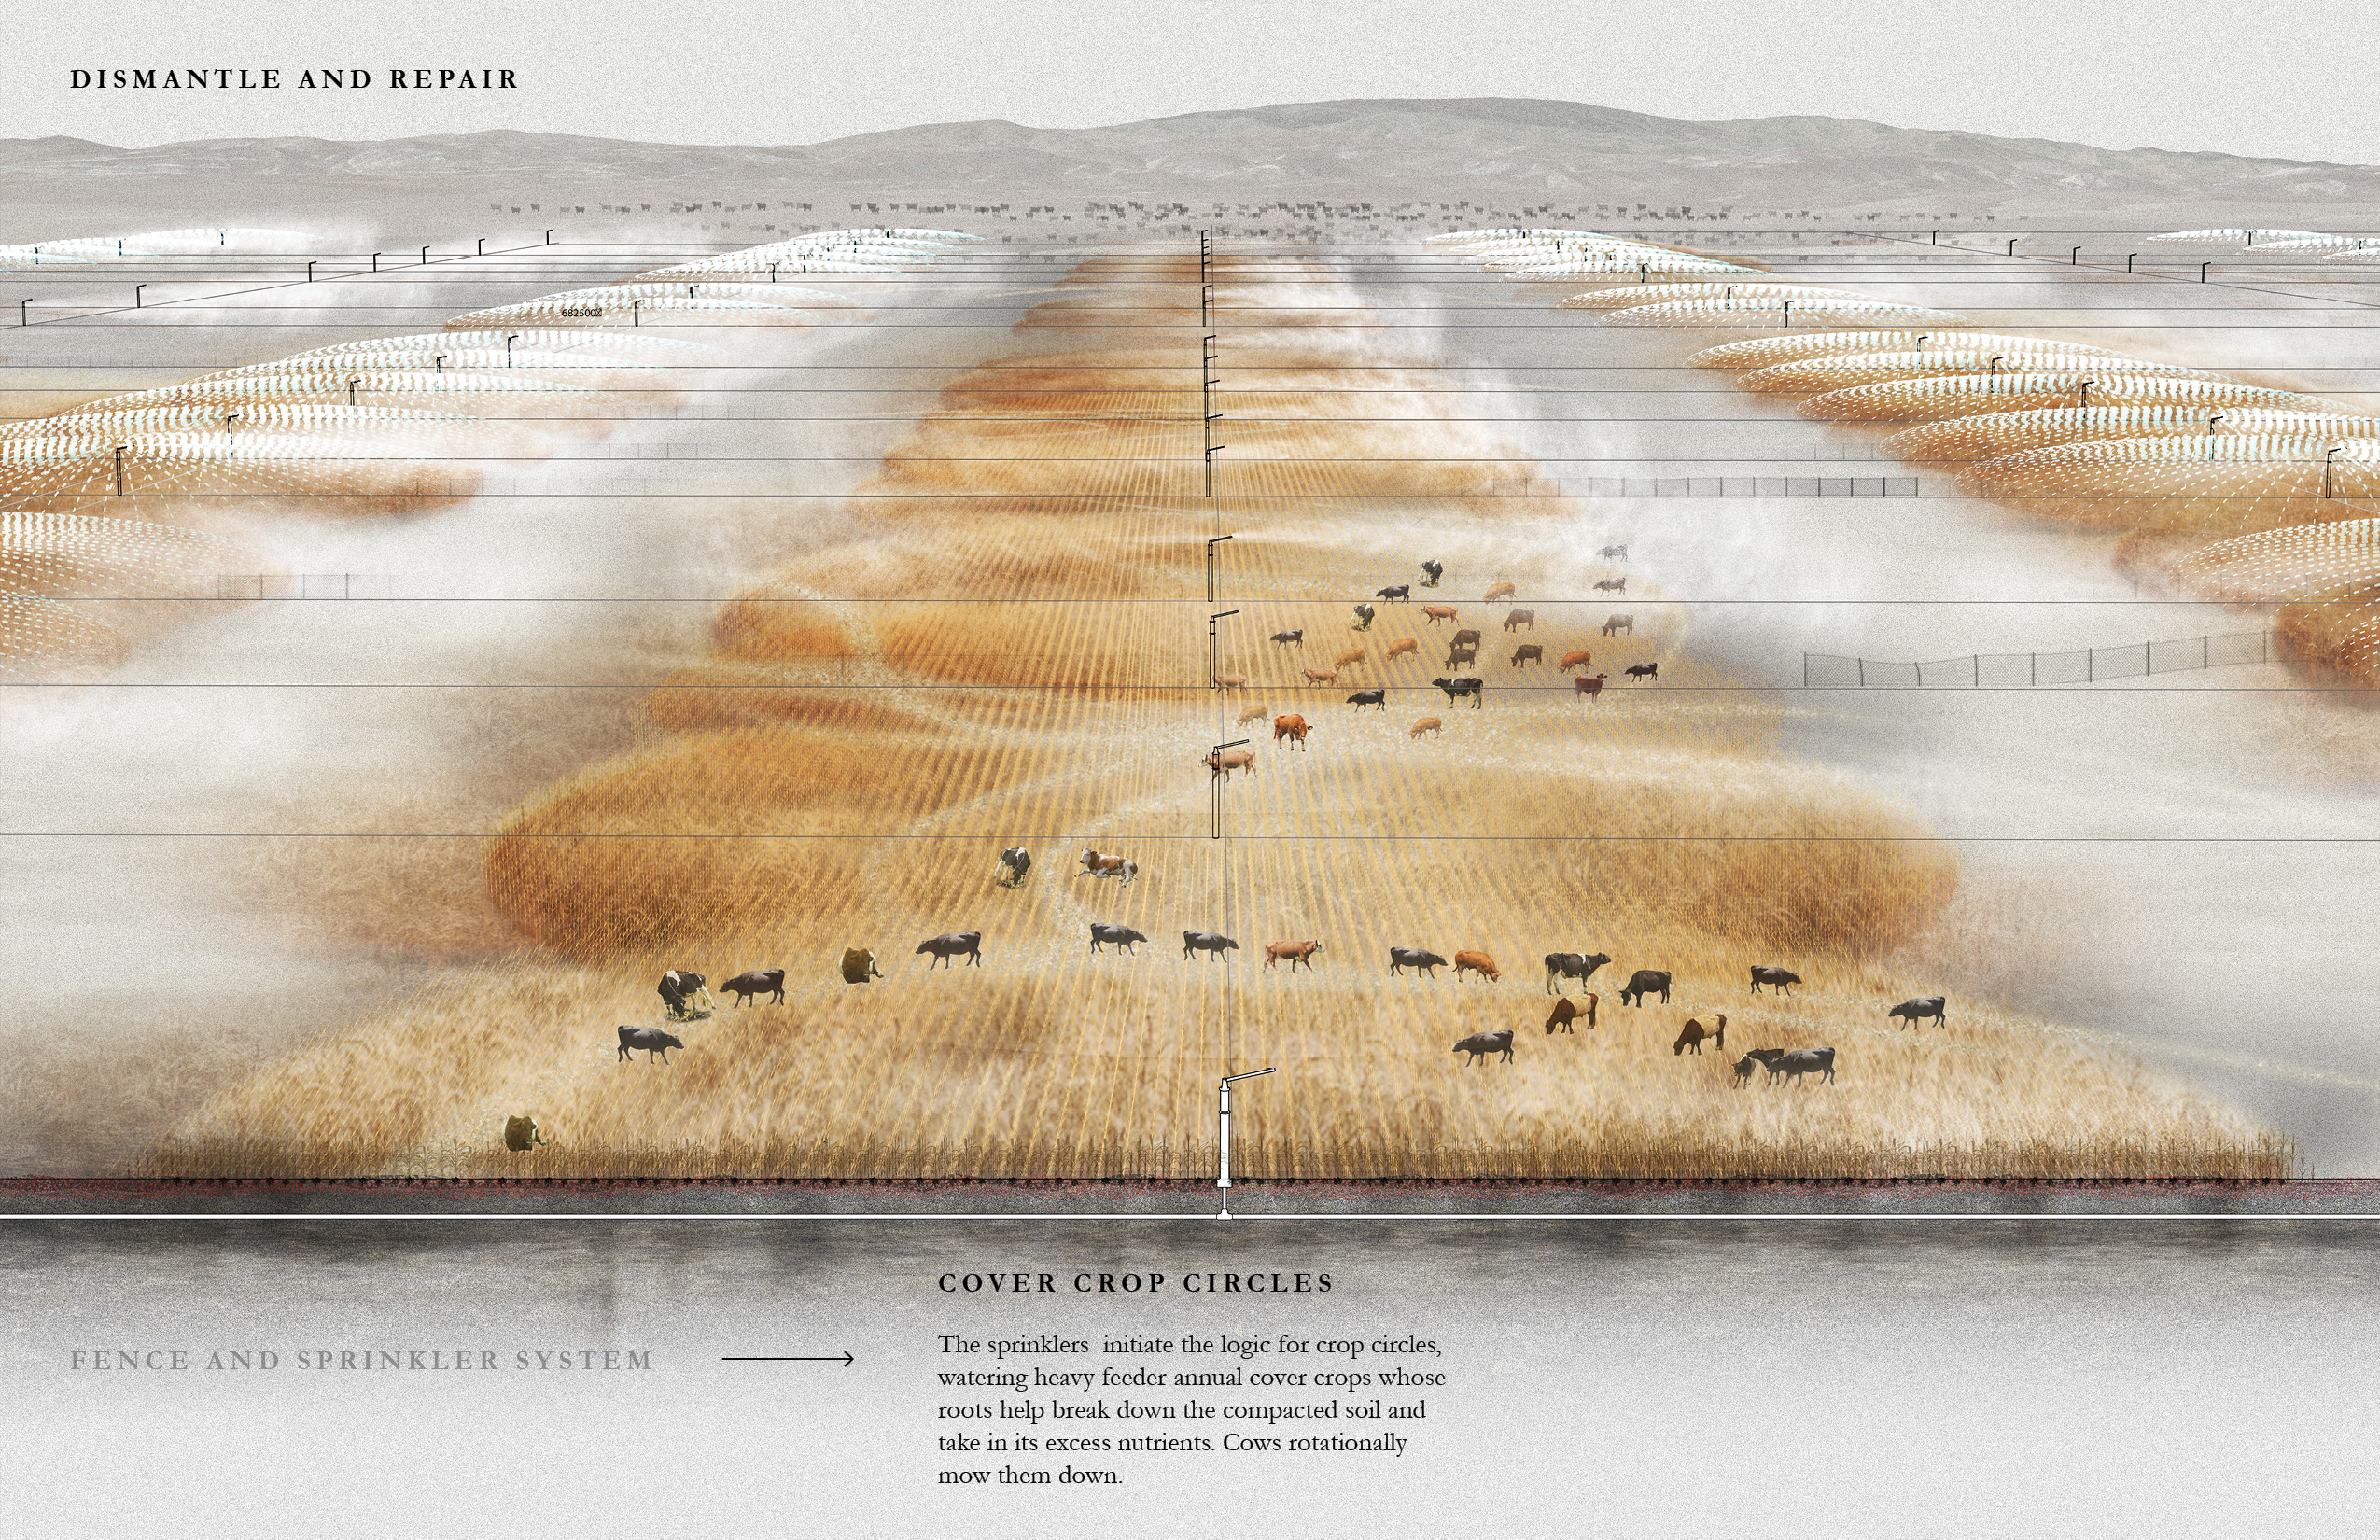 DISMANTLE AND REPAIR
682500
COVER CROP CIRCLES
FENCE AND SPRINKLER SYSTEM
The sprinklers  initiate the logic for crop circles,
watering heavy feeder annual cover crops whose
roots help break down the compacted soil and
take in its excess nutrients. Cows rotationally
mow them down.